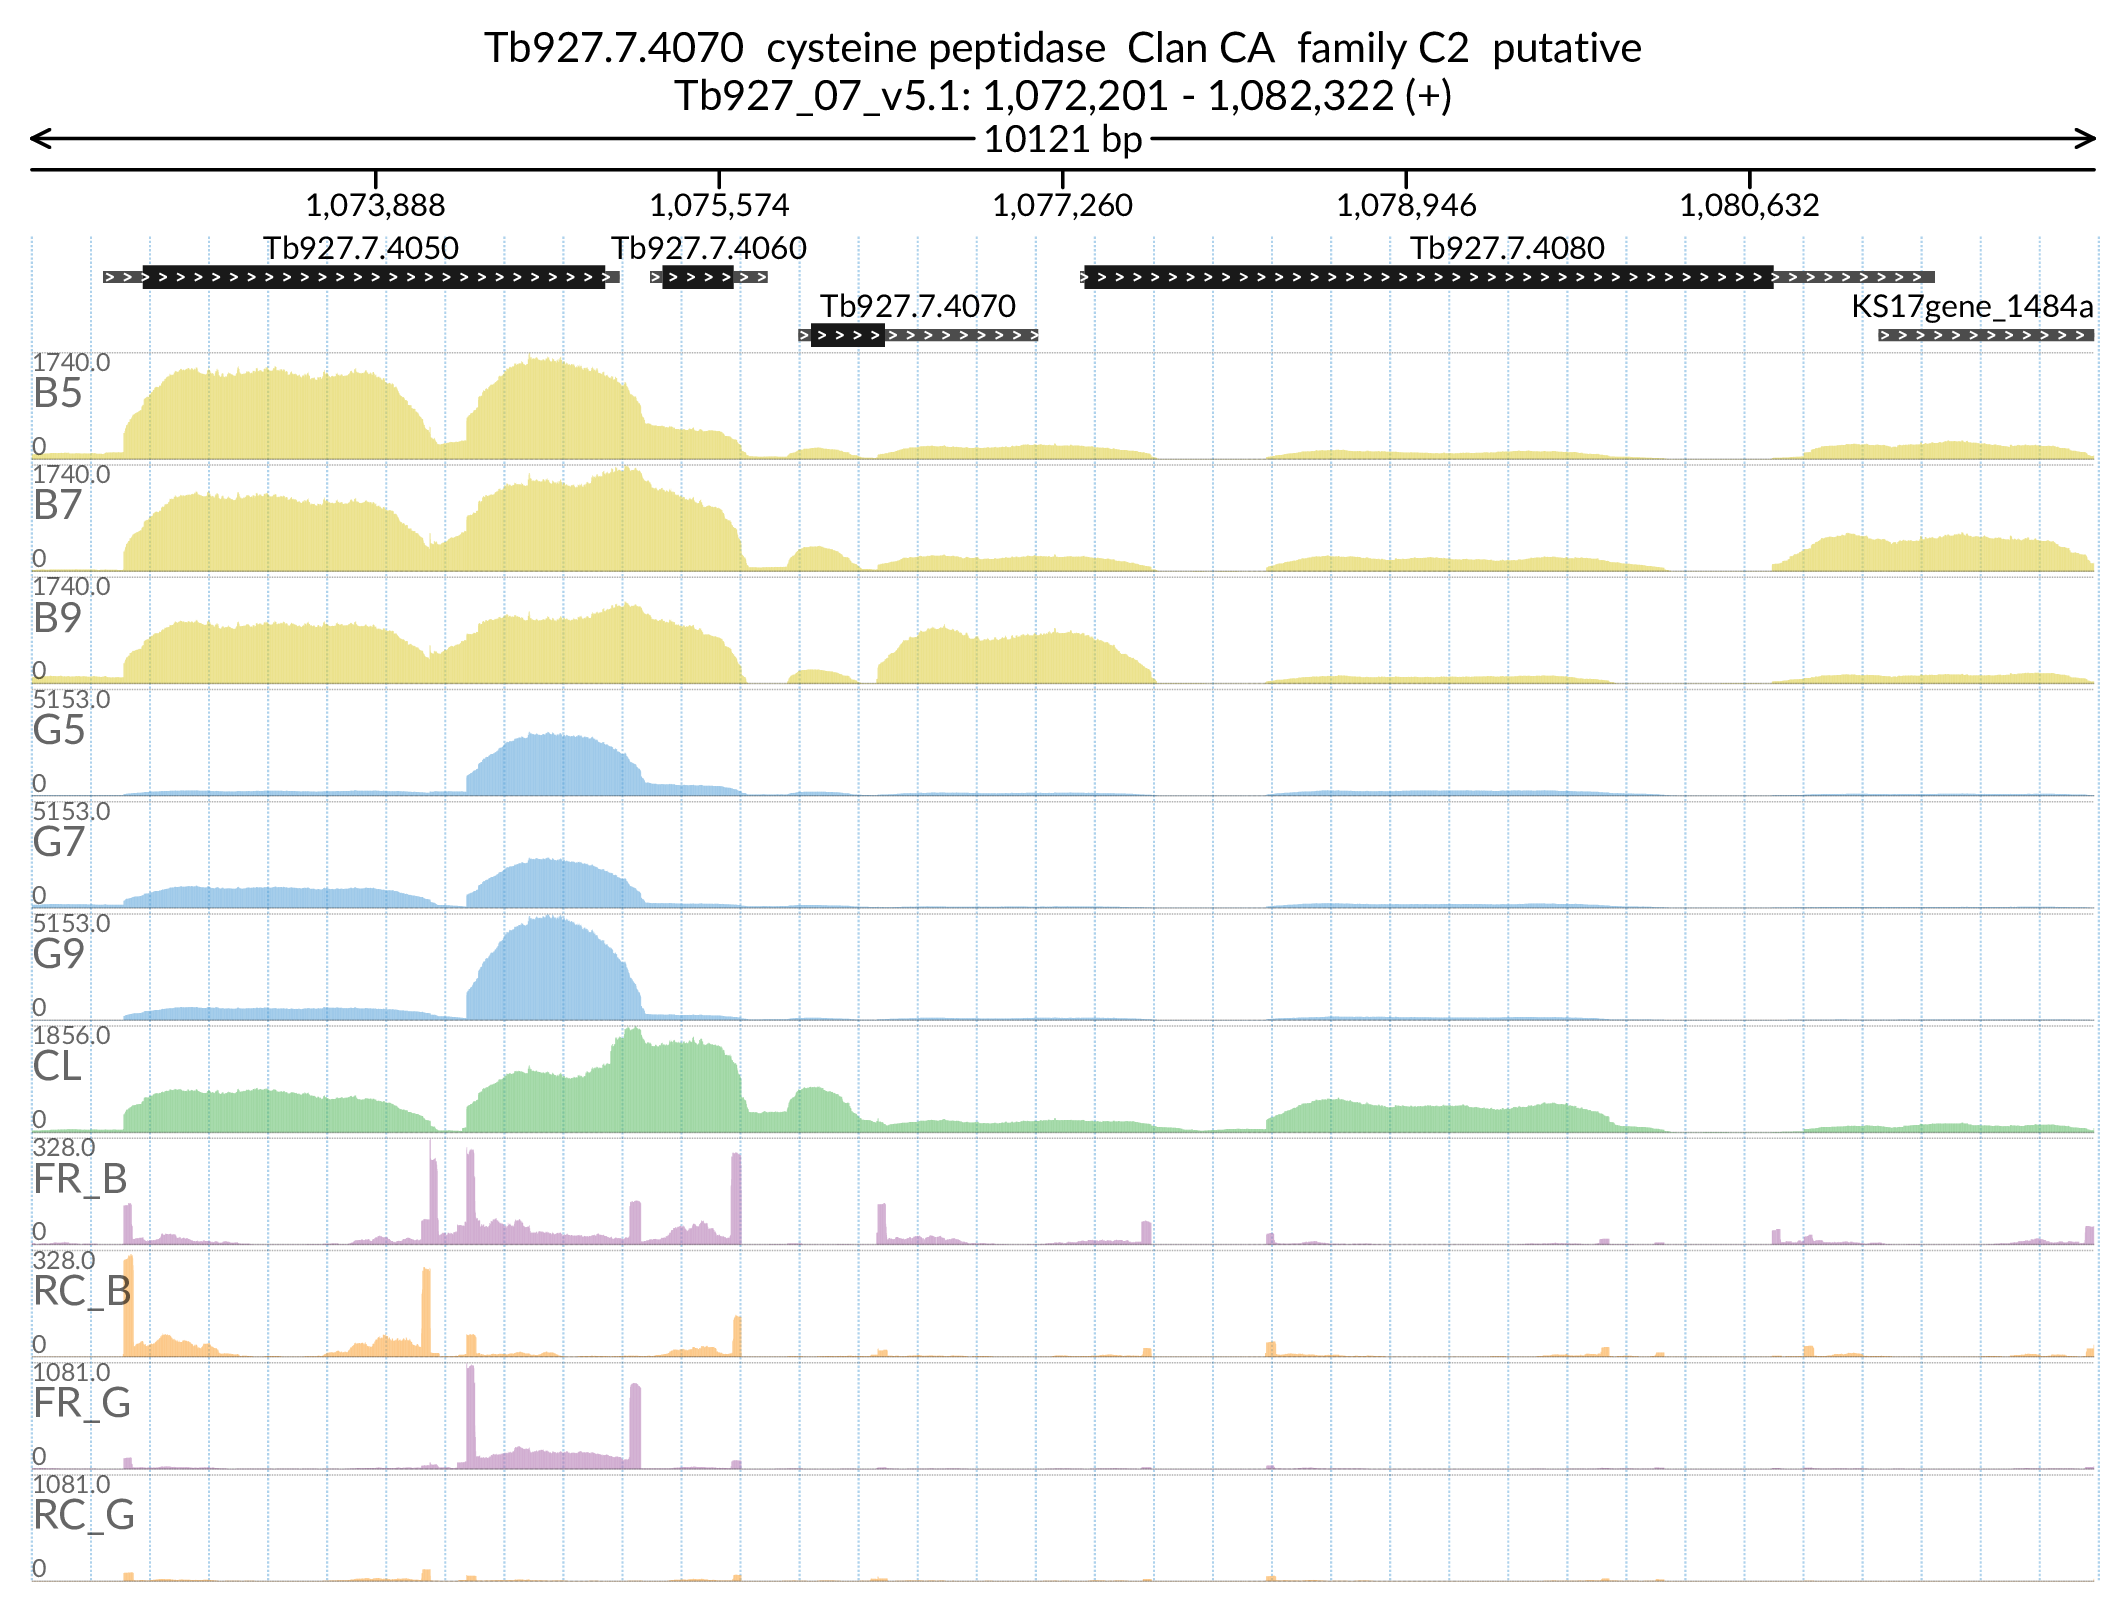 Tb927.7.4070  cysteine peptidase  Clan CA  family C2  putative
Tb927_07_v5.1: 1,072,201 - 1,082,322 (+)
10121 bp
1,073,888 1,075,574 1,077,260 1,078,946 1,080,632
Tb927.7.4050 Tb927.7.4060 Tb927.7.4080
Tb927.7.4070 KS17gene_1484a
1740.0
B5
0
1740.0
B7
0
1740.0
B9
0
5153.0
G5
0
5153.0
G7
0
5153.0
G9
0
1856.0
CL
0
328.0
FR_B
0
328.0
RC_B
0
1081.0
FR_G
0
1081.0
RC_G
0